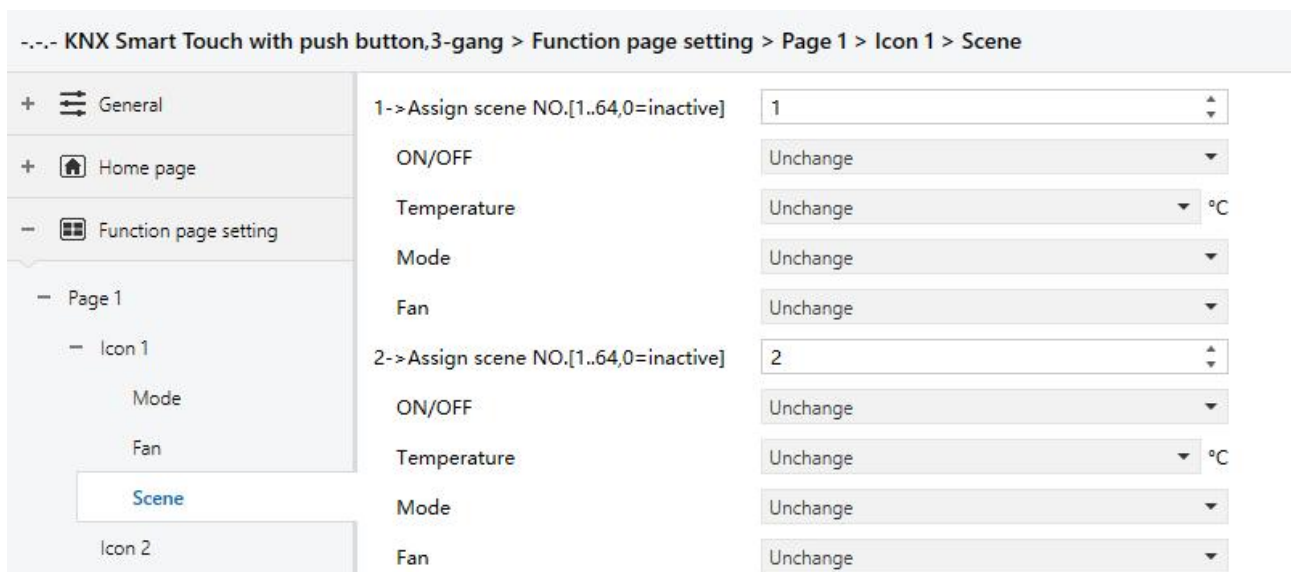 -.-.- KNX Smart Touch with push button,3-gang > Function page setting > Page 1 > Icon 1 > Scene
+ General
+ Home page
− Function page setting
− Page 1
− Icon 1
Mode
Fan
Scene
Icon 2
1->Assign scene NO.[1..64,0=inactive] 1
ON/OFF Unchange
Temperature Unchange °C
Mode Unchange
Fan Unchange
2->Assign scene NO.[1..64,0=inactive] 2
ON/OFF Unchange
Temperature Unchange °C
Mode Unchange
Fan Unchange